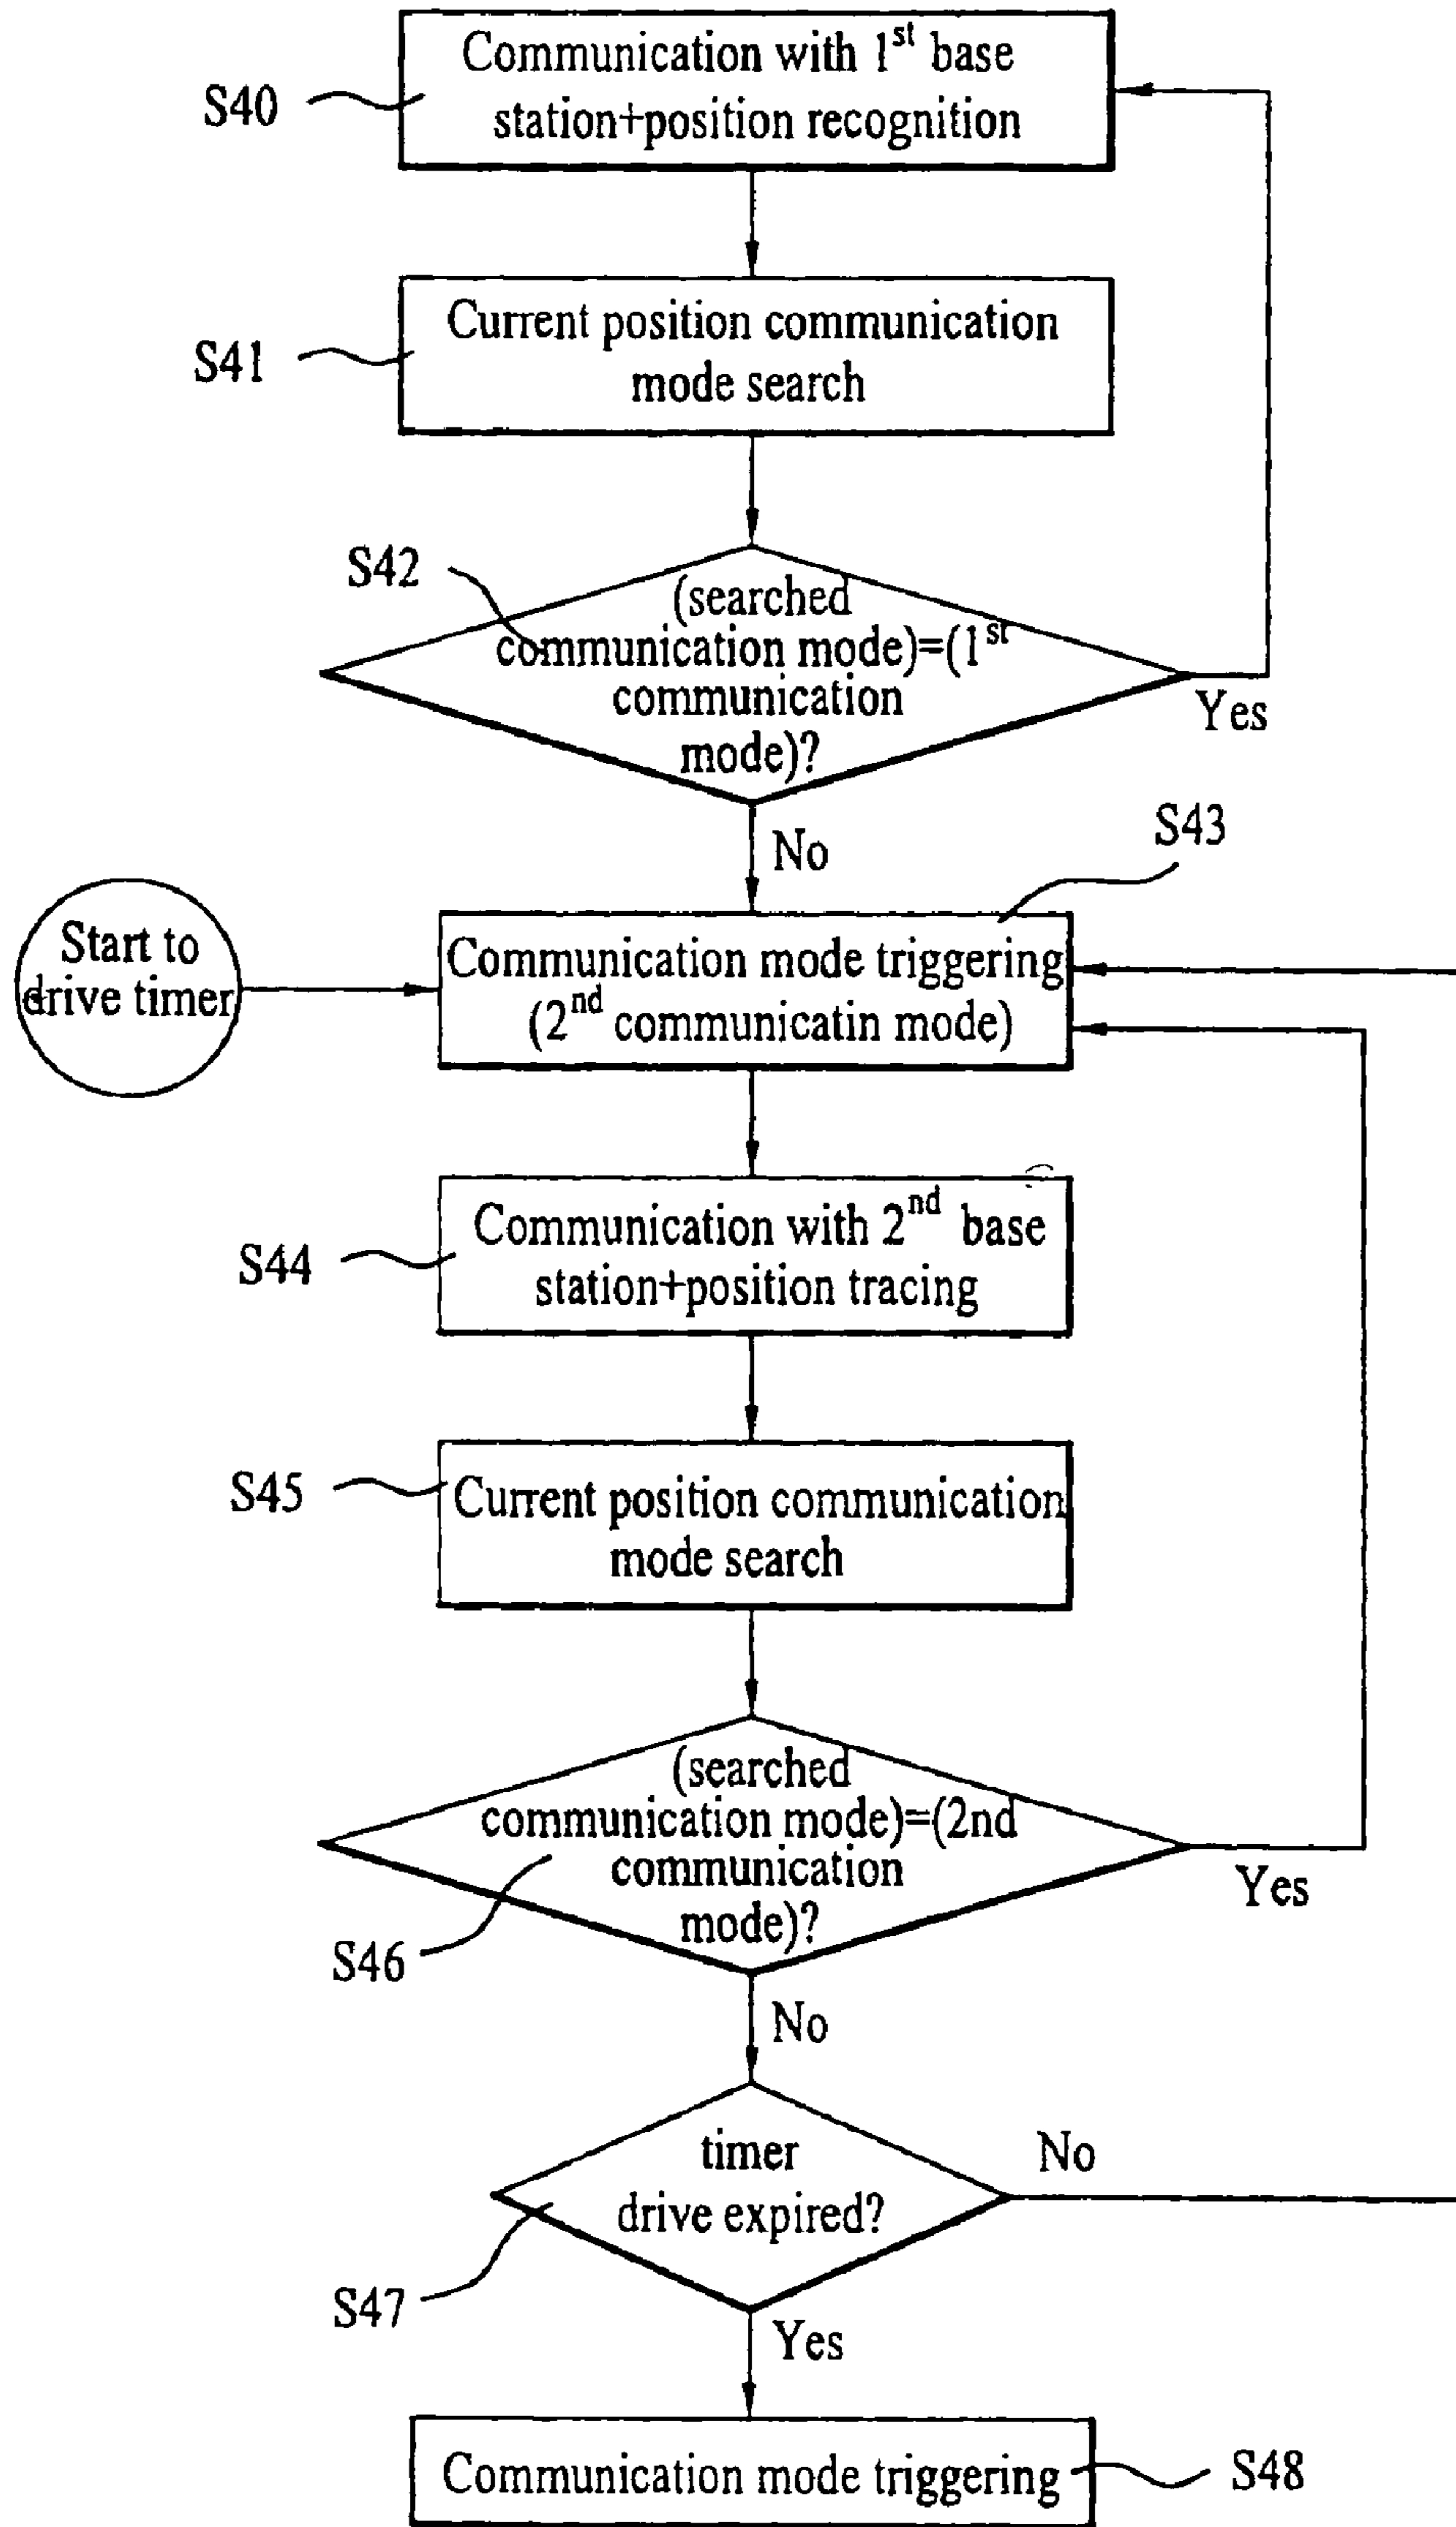 Communication with 1st base
station+position recognition
S40
Current position communication
mode search
S41
S42
(searched
communication mode)=(1st
communication
mode)?
Yes
No
S43
Start to
drive timer
Communication mode triggering
(2nd communicatin mode)
Communication with 2nd base
station+position tracing
S44
S45
Current position communication
mode search
(searched
communication mode)=(2nd
communication
mode)?
Yes
S46
No
timer
drive expired?
No
S47
Yes
Communication mode triggering
S48